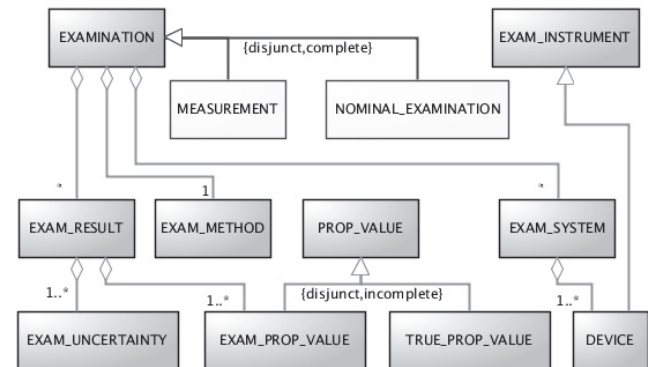 EXAMINATION
EXAM_INSTRUMENT
{disjunct,complete}
MEASUREMENT
NOMINAL_EXAMINATION
*
1
*
EXAM_RESULT
EXAM_METHOD
PROP_VALUE
EXAM_SYSTEM
1..*
1..*
{disjunct,incomplete}
1..*
EXAM_UNCERTAINTY
EXAM_PROP_VALUE
TRUE_PROP_VALUE
DEVICE